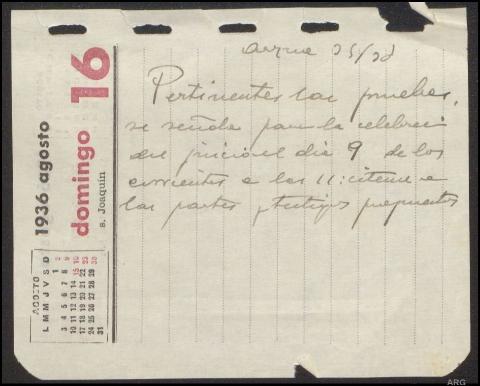 1936 agosto
domingo 16
s. Joaquín
AGOSTO
L 3 10 17 24 31
M 4 11 18 25
M 5 12 19 26
J 6 13 20 27
V 7 14 21 28
S 1 8 15 22 29
D 2 9 16 23 30
Pertinentes las pruebas,
se señala para la celebraci
del juicio el dia 9 de los
corrientes a las 11: citense a
las partes y testigos propuestos
ARG